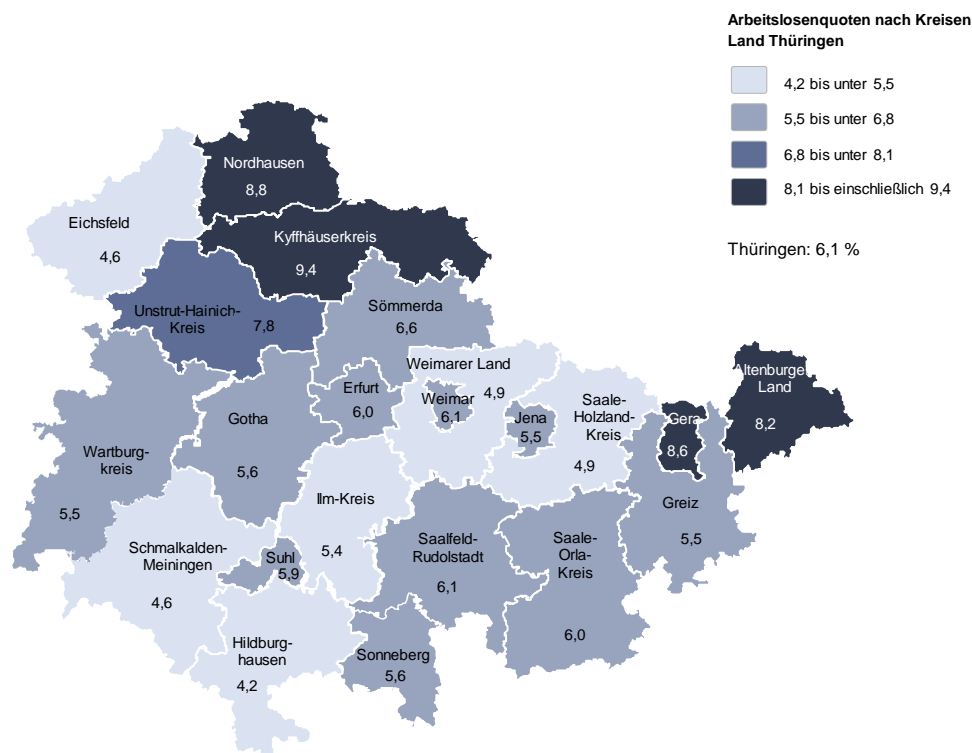 Arbeitslosenquoten nach Kreisen
Land Thüringen
4,2 bis unter 5,5
5,5 bis unter 6,8
6,8 bis unter 8,1
8,1 bis einschließlich 9,4
Thüringen: 6,1 %
Nordhausen
8,8
Eichsfeld
4,6
Kyffhäuserkreis
9,4
Unstrut-Hainich-
Kreis
7,8
Sömmerda
6,6
Weimarer Land
4,9
Erfurt
6,0
Weimar
6,1
Jena
5,5
Saale-
Holzland-
Kreis
4,9
Gera
8,6
Altenburger
Land
8,2
Gotha
5,6
Wartburg-
kreis
5,5
Ilm-Kreis
5,4
Greiz
5,5
Schmalkalden-
Meiningen
4,6
Suhl
5,9
Saalfeld-
Rudolstadt
6,1
Saale-
Orla-
Kreis
6,0
Hildburg-
hausen
4,2
Sonneberg
5,6